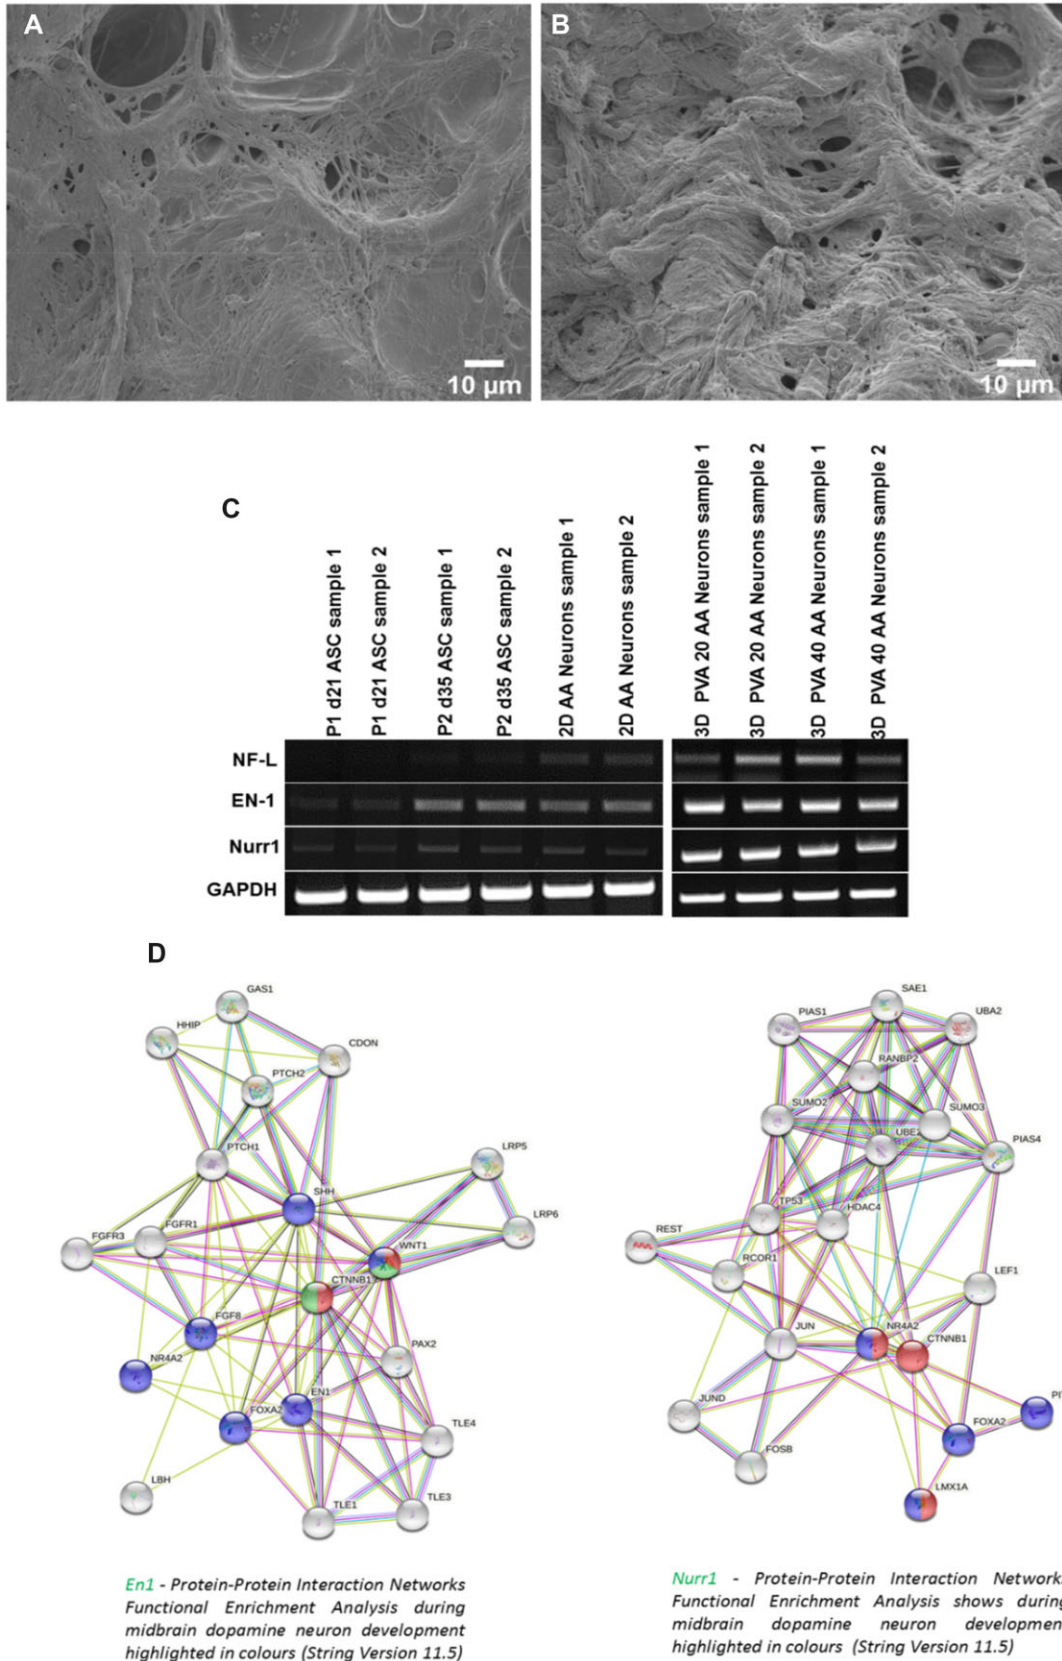 A
B
10 µm
10 µm
C
P1 d21 ASC sample 1
P1 d21 ASC sample 2
P2 d35 ASC sample 1
P2 d35 ASC sample 2
2D AA Neurons sample 1
2D AA Neurons sample 2
3D PVA 20 AA Neurons sample 1
3D PVA 20 AA Neurons sample 2
3D PVA 40 AA Neurons sample 1
3D PVA 40 AA Neurons sample 2
NF-L
EN-1
Nurr1
GAPDH
D
GAS1
HHIP
CDON
PTCH2
PTCH1
LRP5
SHH
LRP6
FGFR1
FGFR3
WNT1
CTNNB1
FGF8
PAX2
NR4A2
EN1
FOXA2
TLE4
LBH
TLE1
TLE3
SAE1
PIAS1
UBA2
RANBP2
SUMO2
SUMO3
PIAS4
TP53
HDAC4
REST
RCOR1
LEF1
JUN
NR4A2
CTNNB1
JUND
FOXA2
FOSB
LMX1A
En1 - Protein-Protein Interaction Networks
Functional Enrichment Analysis during
midbrain dopamine neuron development
highlighted in colours (String Version 11.5)
Nurr1 - Protein-Protein Interaction Network
Functional Enrichment Analysis shows during
midbrain dopamine neuron development
highlighted in colours (String Version 11.5)